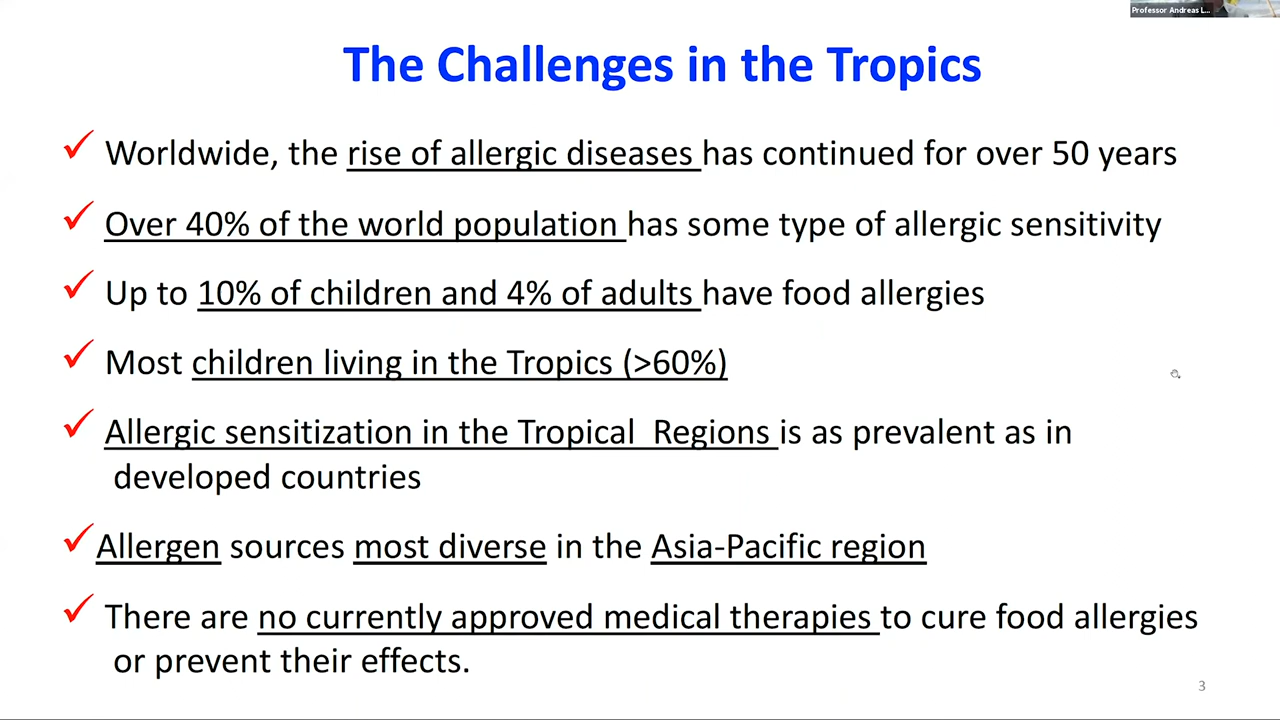 Professor Andreas L...
The Challenges in the Tropics
Worldwide, the rise of allergic diseases has continued for over 50 years
Over 40% of the world population has some type of allergic sensitivity
Up to 10% of children and 4% of adults have food allergies
Most children living in the Tropics (>60%)
Allergic sensitization in the Tropical Regions is as prevalent as in
developed countries
Allergen sources most diverse in the Asia-Pacific region
There are no currently approved medical therapies to cure food allergies
or prevent their effects.
3